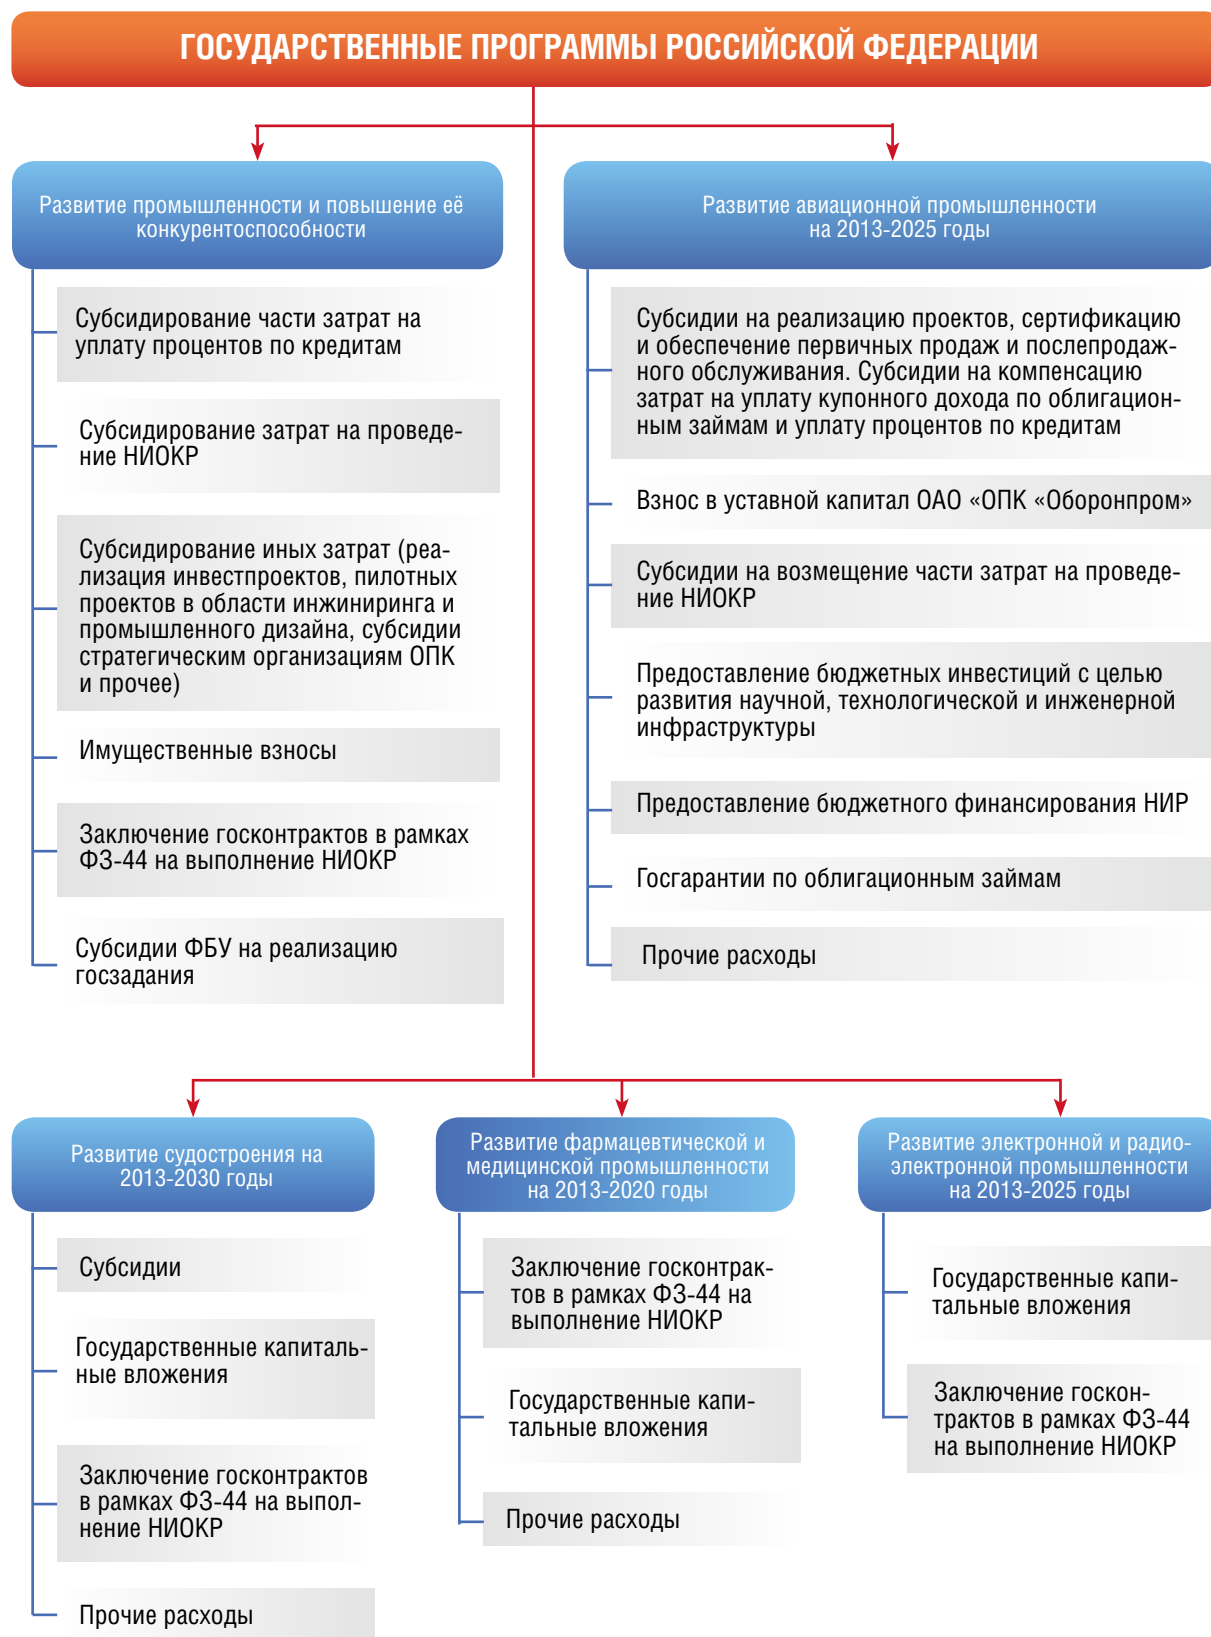 ГОСУДАРСТВЕННЫЕ ПРОГРАММЫ РОССИЙСКОЙ ФЕДЕРАЦИИ
Развитие промышленности и повышение её
конкурентоспособности
Субсидирование части затрат на
уплату процентов по кредитам
Субсидирование затрат на проведе-
ние НИОКР
Субсидирование иных затрат (реа-
лизация инвестпроектов, пилотных
проектов в области инжиниринга и
промышленного дизайна, субсидии
стратегическим организациям ОПК
и прочее)
Имущественные взносы
Заключение госконтрактов в рамках
ФЗ-44 на выполнение НИОКР
Субсидии ФБУ на реализацию
госзадания
Развитие авиационной промышленности
на 2013-2025 годы
Субсидии на реализацию проектов, сертификацию
и обеспечение первичных продаж и послепродаж-
ного обслуживания. Субсидии на компенсацию
затрат на уплату купонного дохода по облигацион-
ным займам и уплату процентов по кредитам
Взнос в уставной капитал ОАО «ОПК «Оборонпром»
Субсидии на возмещение части затрат на проведе-
ние НИОКР
Предоставление бюджетных инвестиций с целью
развития научной, технологической и инженерной
инфраструктуры
Предоставление бюджетного финансирования НИР
Госгарантии по облигационным займам
Прочие расходы
Развитие судостроения на
2013-2030 годы
Субсидии
Государственные капиталь-
ные вложения
Заключение госконтрактов
в рамках ФЗ-44 на выпол-
нение НИОКР
Прочие расходы
Развитие фармацевтической и
медицинской промышленности
на 2013-2020 годы
Заключение госконтрак-
тов в рамках ФЗ-44 на
выполнение НИОКР
Государственные капи-
тальные вложения
Прочие расходы
Развитие электронной и радио-
электронной промышленности
на 2013-2025 годы
Государственные капи-
тальные вложения
Заключение госкон-
трактов в рамках ФЗ-44
на выполнение НИОКР